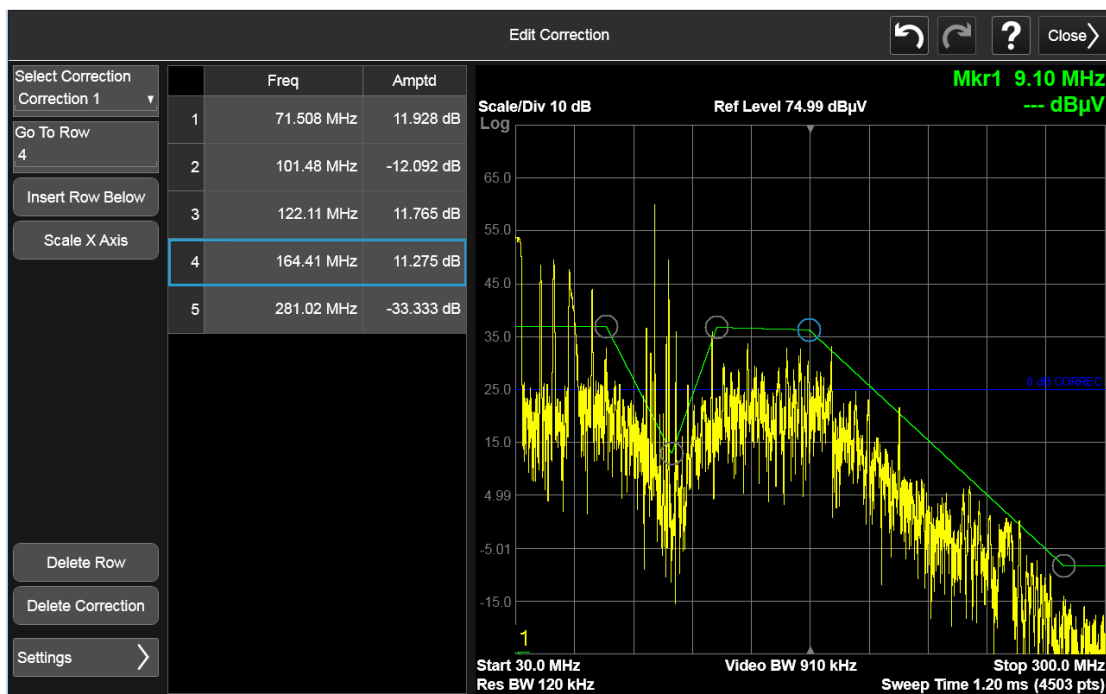 Edit Correction
?
Close
Select Correction
Correction 1
Go To Row
4
Insert Row Below
Scale X Axis
Delete Row
Delete Correction
Settings
Freq Amptd
1 71.508 MHz 11.928 dB
2 101.48 MHz -12.092 dB
3 122.11 MHz 11.765 dB
4 164.41 MHz 11.275 dB
5 281.02 MHz -33.333 dB
Mkr1 9.10 MHz
--- dBµV
Scale/Div 10 dB Ref Level 74.99 dBµV
Log
65.0
55.0
45.0
35.0
0 dB CORREC
25.0
15.0
4.99
-5.01
-15.0
1
Start 30.0 MHz Video BW 910 kHz Stop 300.0 MHz
Res BW 120 kHz Sweep Time 1.20 ms (4503 pts)